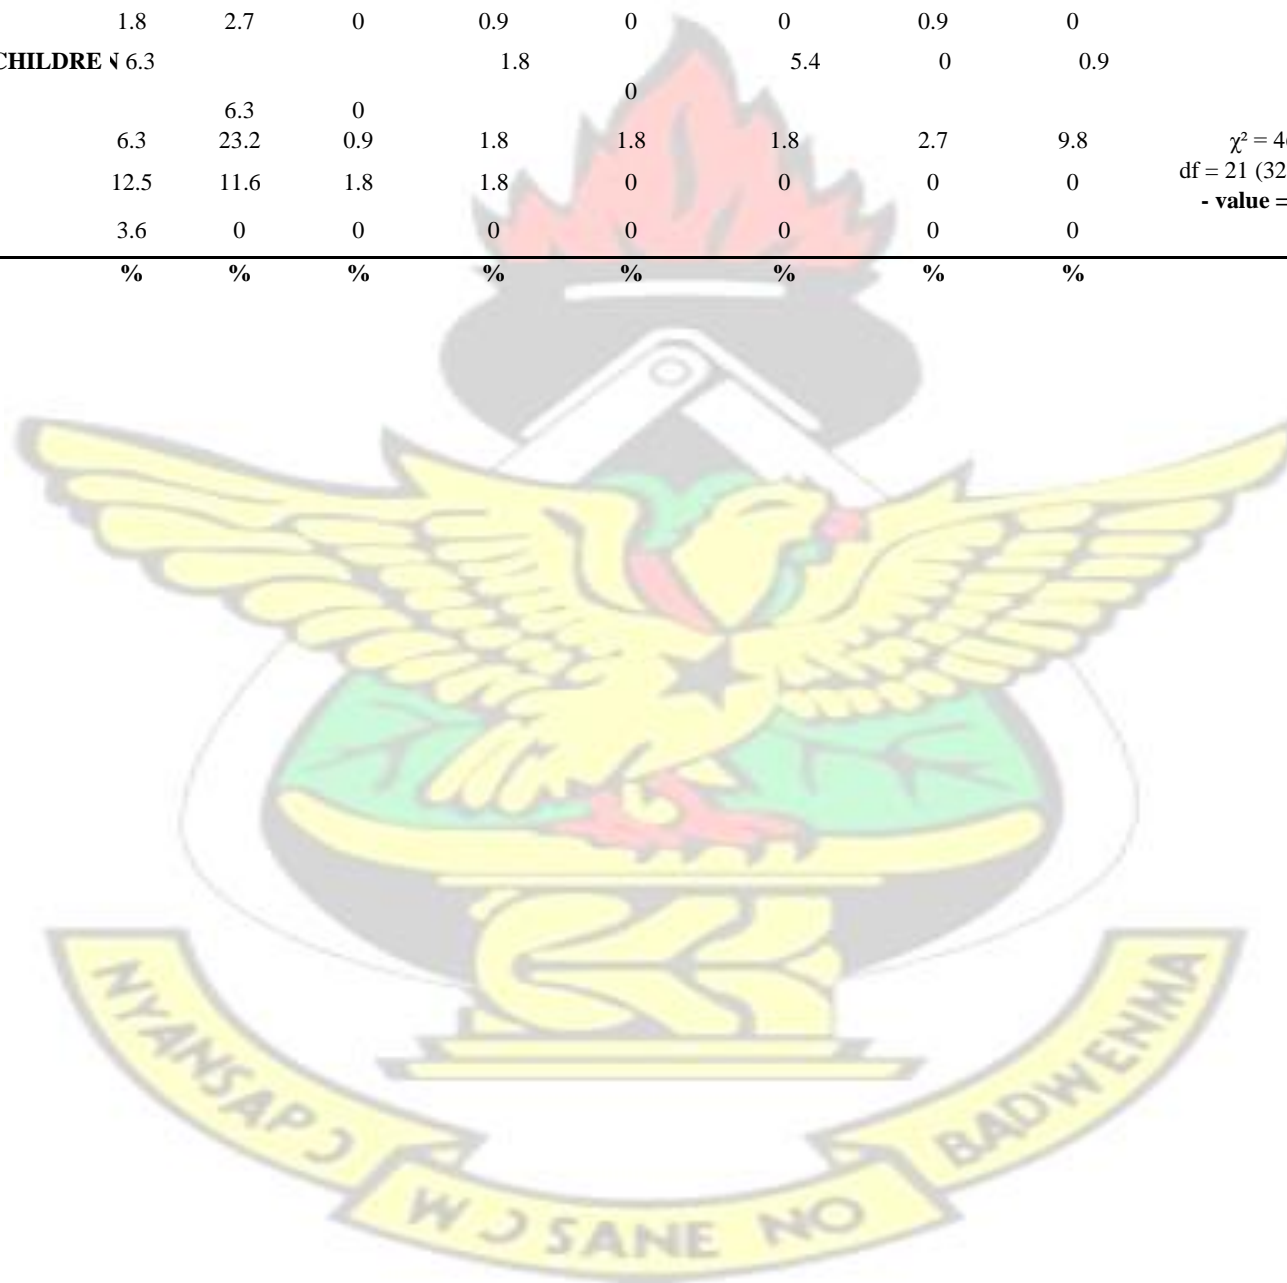 1.8 2.7 0 0.9 0 0 0.9 0
CHILDRE N 6.3 1.8 5.4 0 0.9
0
6.3 0
6.3 23.2 0.9 1.8 1.8 1.8 2.7 9.8 χ² =
12.5 11.6 1.8 1.8 0 0 0 0 df = 21
- value =
3.6 0 0 0 0 0 0 0
% % % % % % % %
NYANSAPƆ
WƆ SANE NO
BADWENMA